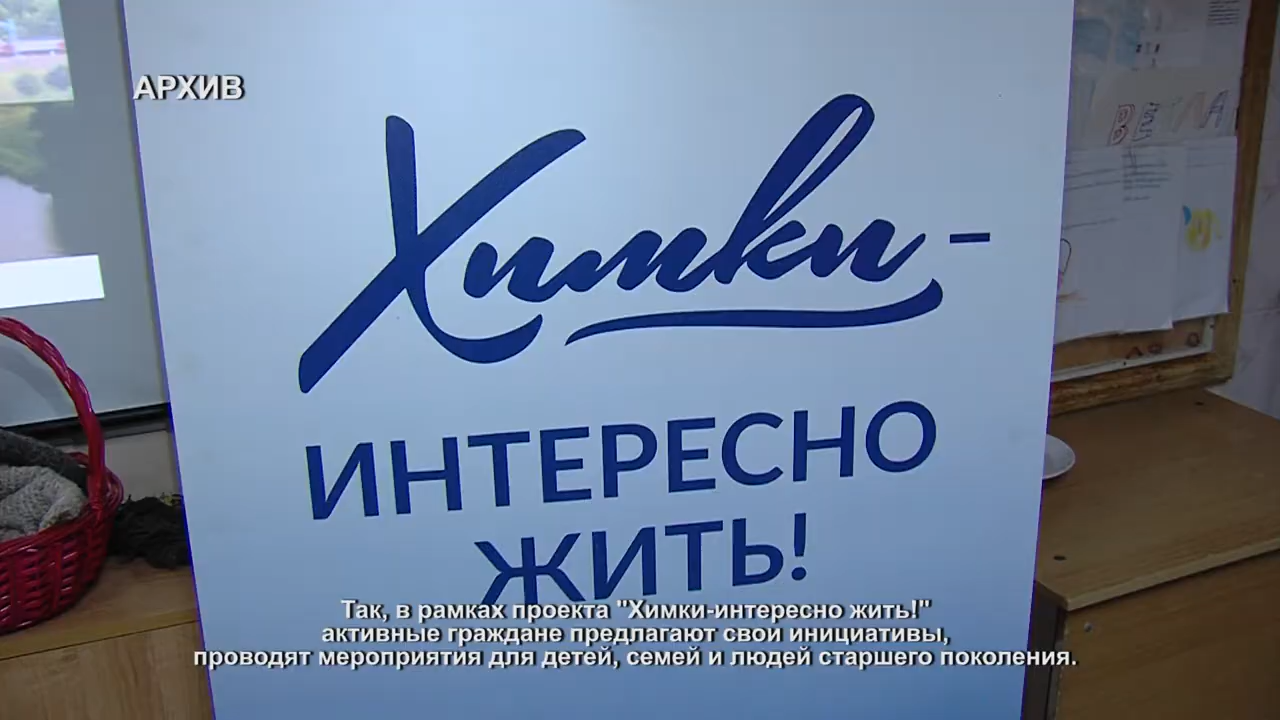 АРХИВ
Химки -
ИНТЕРЕСНО
ЖИТЬ!
Так, в рамках проекта "Химки-интересно жить!"
активные граждане предлагают свои инициативы,
проводят мероприятия для детей, семей и людей старшего поколения.